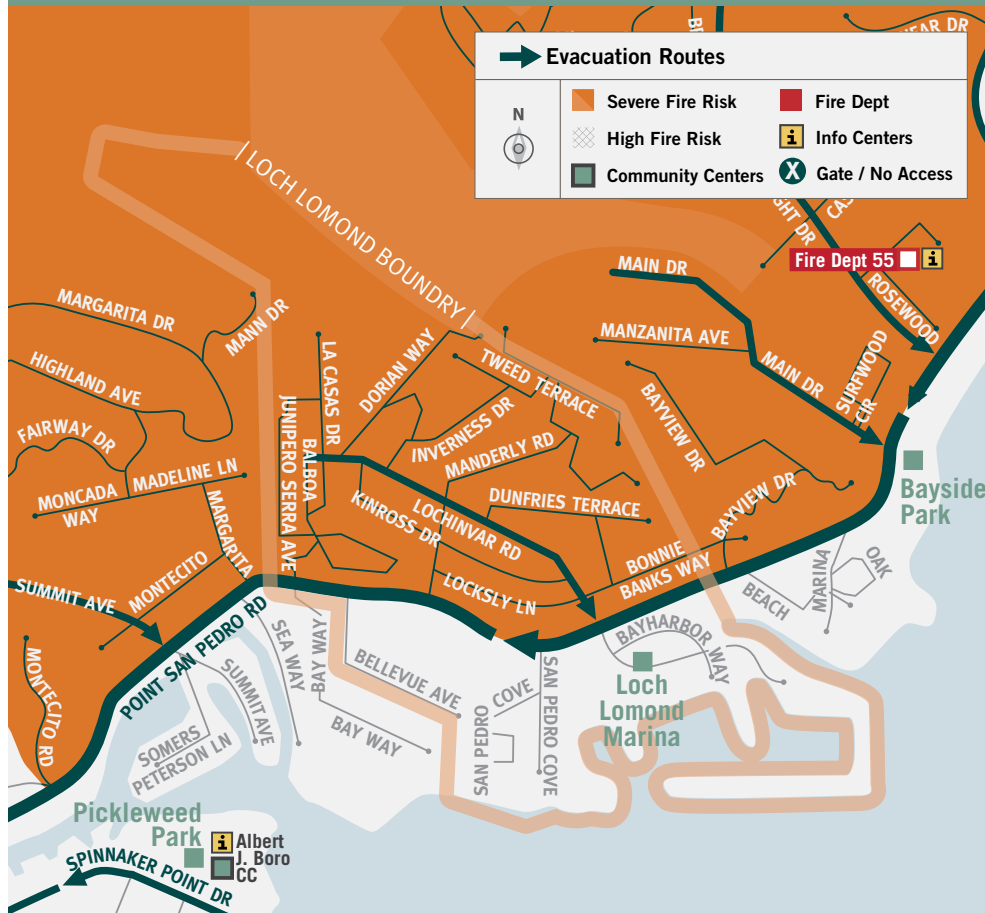 Evacuation Routes
N
Severe Fire Risk
High Fire Risk
Community Centers
Fire Dept
i Info Centers
X Gate / No Access
LOCH LOMOND BOUNDRY
Fire Dept 55
i
ROSEWOOD
MAIN DR
MANZANITA AVE
MAIN DR
SURFWOOD
CIR
MARGARITA DR
MANN DR
HIGHLAND AVE
FAIRWAY DR
MONCADA
WAY
MADELINE LN
MARGARITA
LA CASAS DR
DORIAN WAY
TWEED TERRACE
INVERNESS DR
MANDERLY RD
BAYVIEW DR
JUNIPERO SERRA AVE
BALBOA
KINROSS DR
LOCHINVAR RD
DUNFRIES TERRACE
BAYVIEW DR
Bayside
Park
BONNIE
BANKS WAY
LOCKSLY LN
SUMMIT AVE
MONTECITO
POINT SAN PEDRO RD
MONTECITO RD
SEA WAY
BAY WAY
BELLEVUE AVE
BAY WAY
SUMMIT AVE
SOMERS
PETERSON LN
SAN PEDRO
COVE
SAN PEDRO COVE
BAYHARBOR WAY
BEACH
MARINA
OAK
Loch
Lomond
Marina
Pickleweed
Park
i Albert
J. Boro
CC
SPINNAKER POINT DR